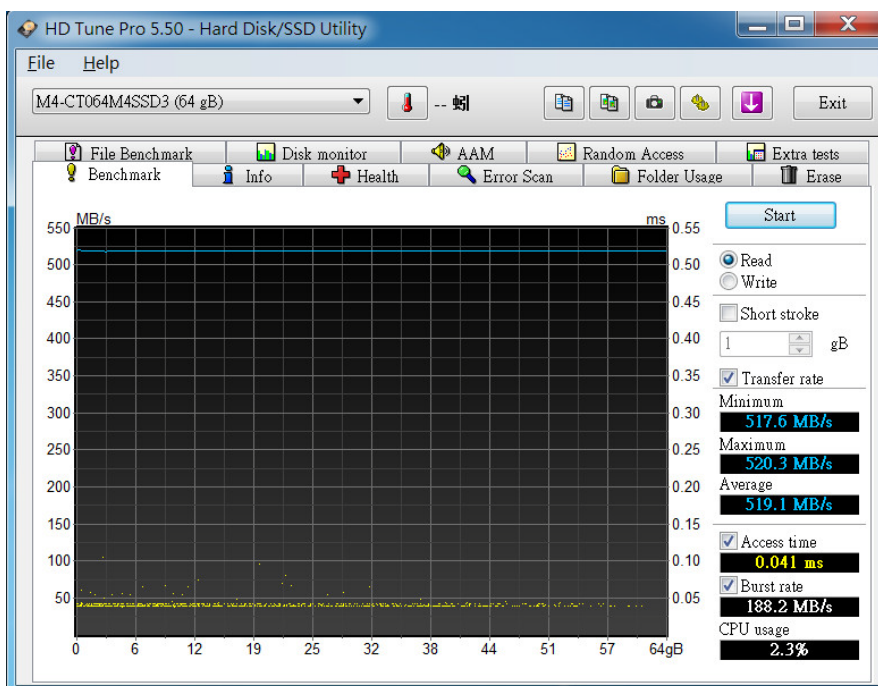 HD Tune Pro 5.50 - Hard Disk/SSD Utility
File Help
M4-CT064M4SSD3 (64 gB)
-- 蚓
Exit
File Benchmark
Disk monitor
AAM
Random Access
Extra tests
Benchmark
Info
Health
Error Scan
Folder Usage
Erase
MB/s
ms
550
500
450
400
350
300
250
200
150
100
50
0.55
0.50
0.45
0.40
0.35
0.30
0.25
0.20
0.15
0.10
0.05
0
6
12
19
25
32
38
44
51
57
64gB
Start
Read
Write
Short stroke
1 gB
Transfer rate
Minimum
517.6 MB/s
Maximum
520.3 MB/s
Average
519.1 MB/s
Access time
0.041 ms
Burst rate
188.2 MB/s
CPU usage
2.3%